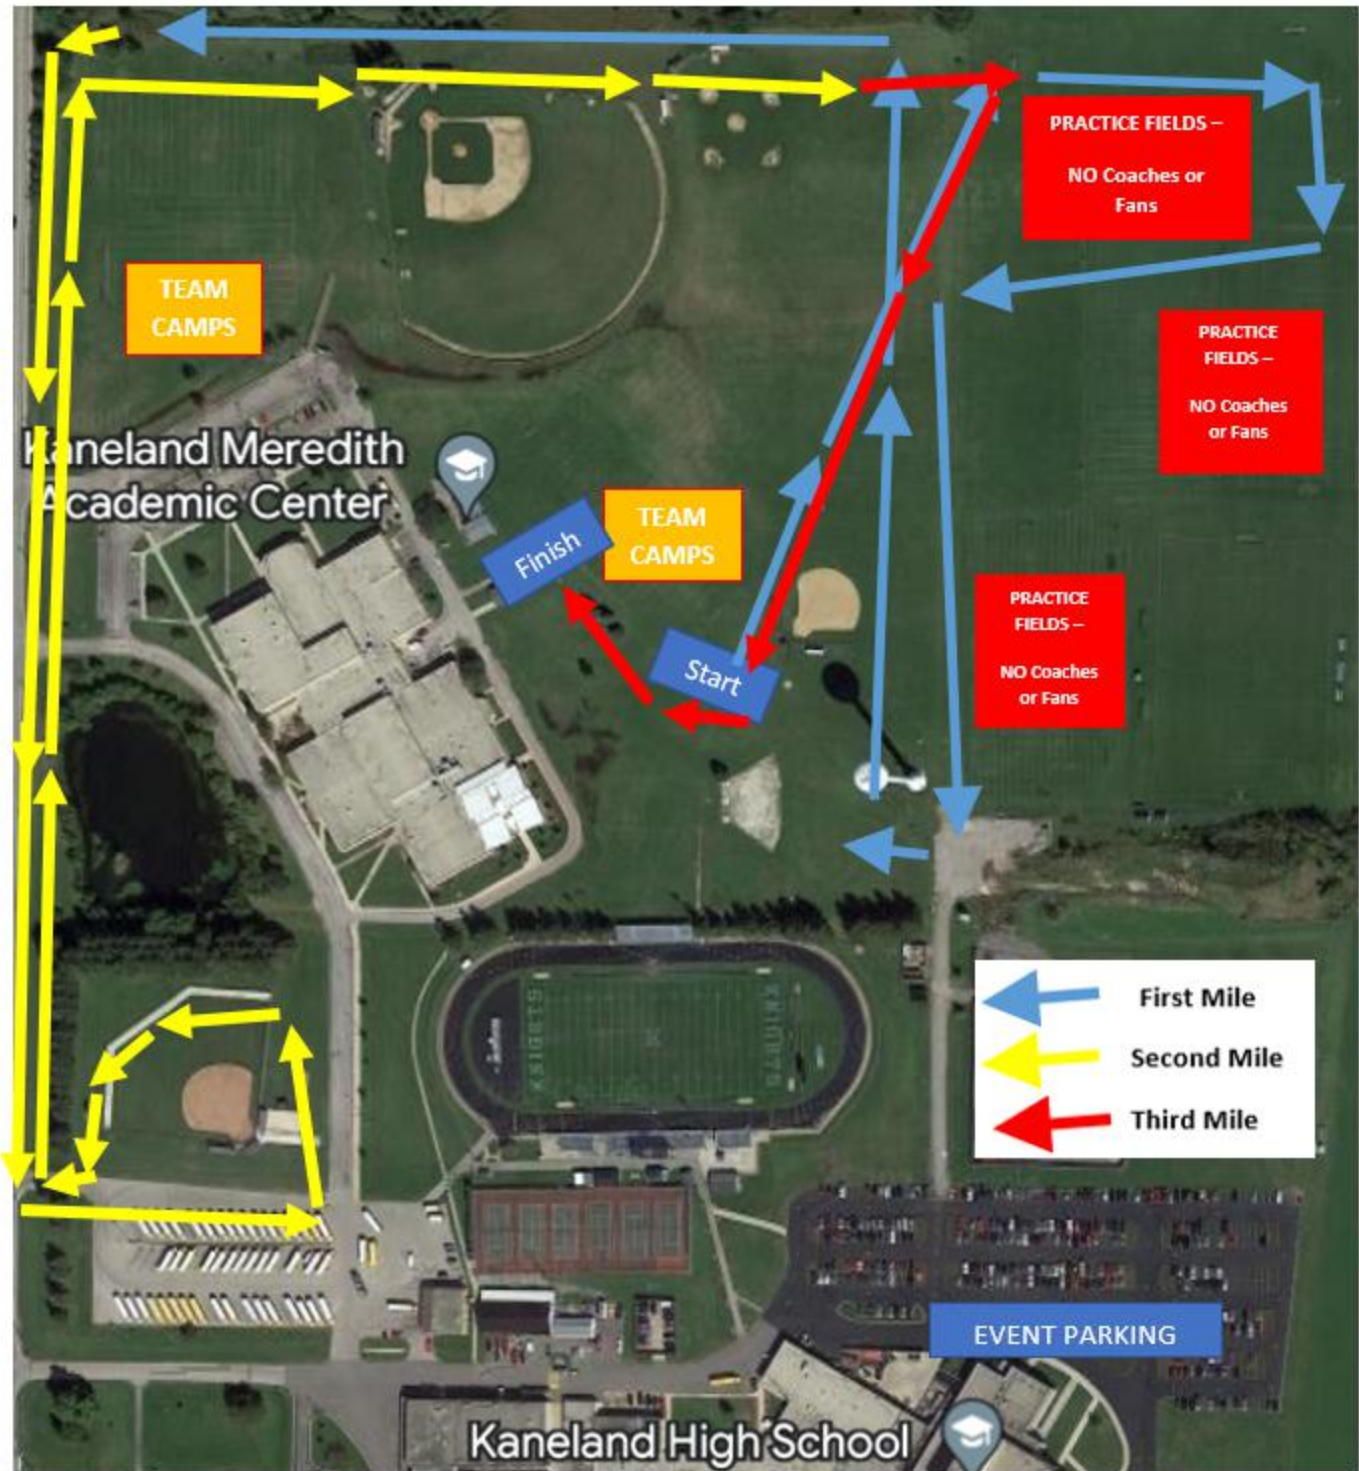 PRACTICE FIELDS –
NO Coaches or
Fans
TEAM
CAMPS
PRACTICE
FIELDS –
NO Coaches
or Fans
Kaneland Meredith
Academic Center
TEAM
CAMPS
Finish
PRACTICE
FIELDS –
NO Coaches
or Fans
Start
KNIGHTS
KNIGHTS
First Mile
Second Mile
Third Mile
EVENT PARKING
Kaneland High School